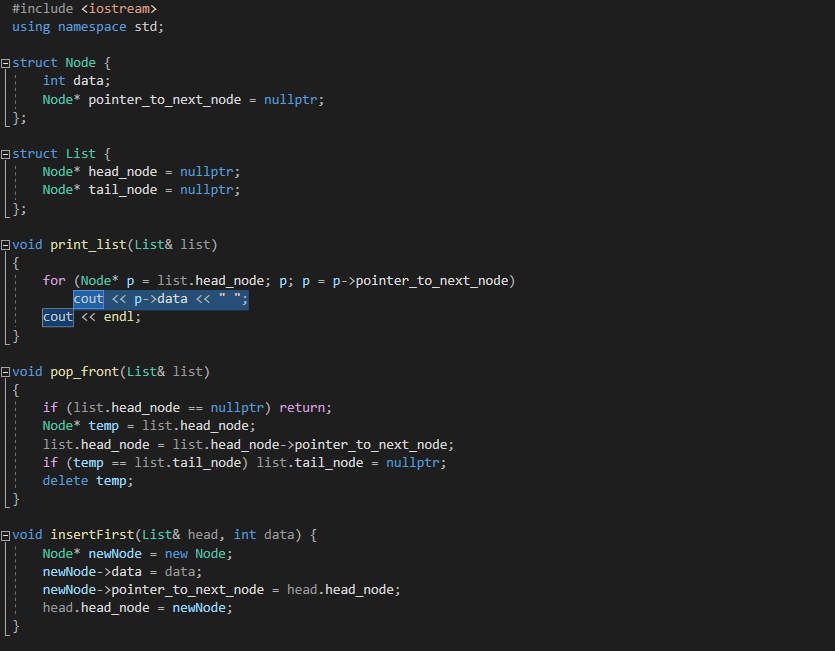 #include <iostream>
using namespace std;
struct Node {
    int data;
    Node* pointer_to_next_node = nullptr;
};
struct List {
    Node* head_node = nullptr;
    Node* tail_node = nullptr;
};
void print_list(List& list)
{
    for (Node* p = list.head_node; p; p = p->pointer_to_next_node)
        cout << p->data << " ";
    cout << endl;
}
void pop_front(List& list)
{
    if (list.head_node == nullptr) return;
    Node* temp = list.head_node;
    list.head_node = list.head_node->pointer_to_next_node;
    if (temp == list.tail_node) list.tail_node = nullptr;
    delete temp;
}
void insertFirst(List& head, int data) {
    Node* newNode = new Node;
    newNode->data = data;
    newNode->pointer_to_next_node = head.head_node;
    head.head_node = newNode;
}